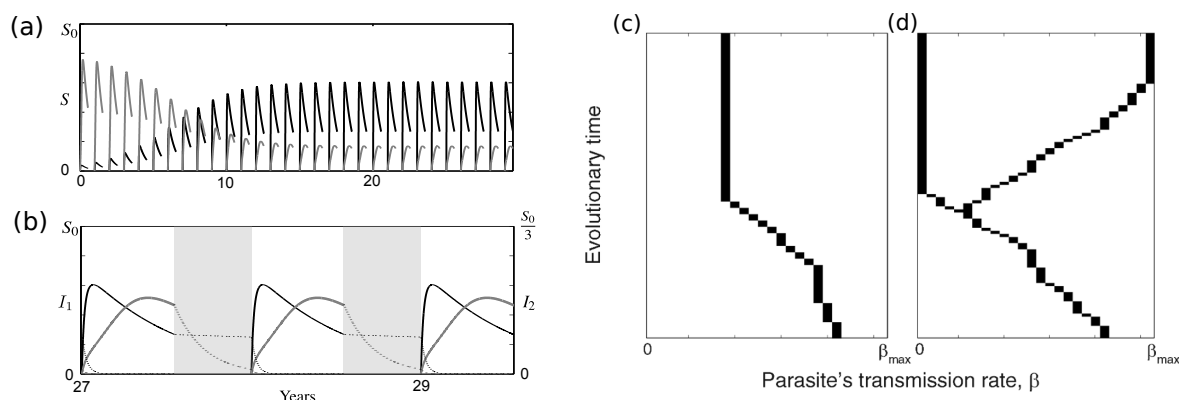 (a)
S₀
S
0
0 10 20
(b)
S₀
I₁
0
S₀
3
I₂
0
27 29
Years
(c)
Evolutionary time
0 βmax
(d)
0 βmax
Parasite's transmission rate, β